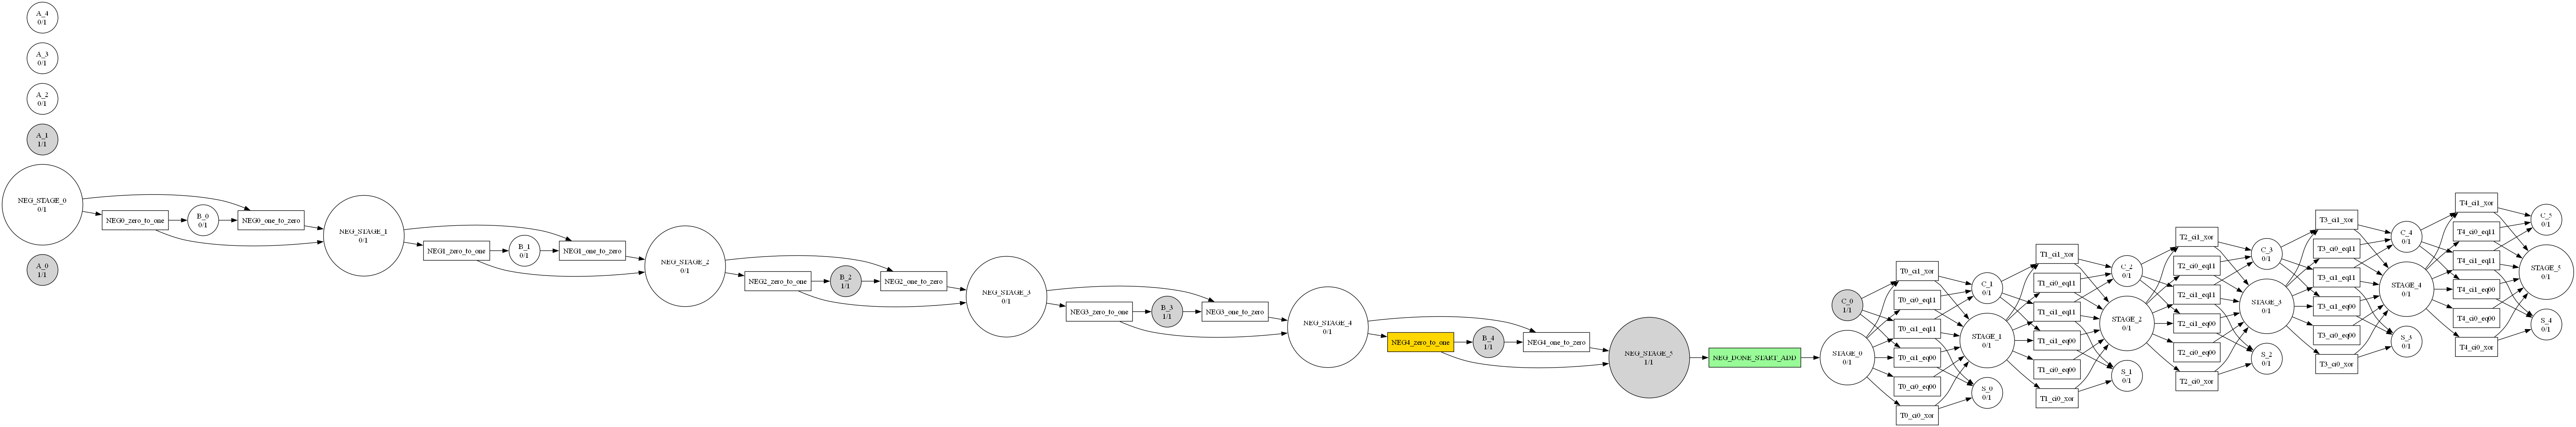 A_4
0/1
A_3
0/1
A_2
0/1
A_1
1/1
NEG_STAGE_0
0/1
A_0
1/1
NEG0_zero_to_one
B_0
0/1
NEG0_one_to_zero
NEG_STAGE_1
0/1
NEG1_zero_to_one
B_1
0/1
NEG1_one_to_zero
NEG_STAGE_2
0/1
NEG2_zero_to_one
B_2
1/1
NEG2_one_to_zero
NEG_STAGE_3
0/1
NEG3_zero_to_one
B_3
1/1
NEG3_one_to_zero
NEG_STAGE_4
0/1
NEG4_zero_to_one
B_4
1/1
NEG4_one_to_zero
NEG_STAGE_5
1/1
NEG_DONE_START_ADD
C_0
1/1
STAGE_0
0/1
T0_ci1_xor
T0_ci0_eq11
T0_ci1_eq11
T0_ci1_eq00
T0_ci0_eq00
T0_ci0_xor
C_1
0/1
STAGE_1
0/1
S_0
0/1
T1_ci1_xor
T1_ci0_eq11
T1_ci1_eq11
T1_ci1_eq00
T1_ci0_eq00
T1_ci0_xor
C_2
0/1
STAGE_2
0/1
S_1
0/1
T2_ci1_xor
T2_ci0_eq11
T2_ci1_eq11
T2_ci1_eq00
T2_ci0_eq00
T2_ci0_xor
C_3
0/1
STAGE_3
0/1
S_2
0/1
T3_ci1_xor
T3_ci0_eq11
T3_ci1_eq11
T3_ci1_eq00
T3_ci0_eq00
T3_ci0_xor
C_4
0/1
STAGE_4
0/1
S_3
0/1
T4_ci1_xor
T4_ci0_eq11
T4_ci1_eq11
T4_ci1_eq00
T4_ci0_eq00
T4_ci0_xor
C_5
0/1
STAGE_5
0/1
S_4
0/1